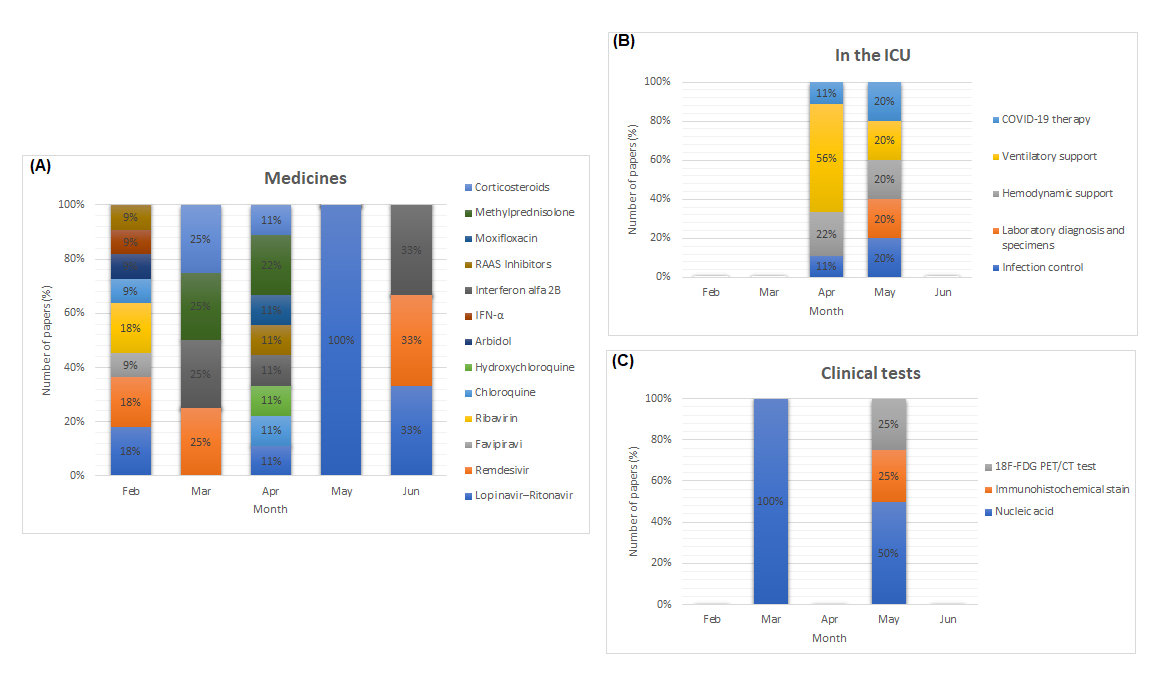 (A)
Medicines
Number of papers (%)
100%
80%
60%
40%
20%
0%
9%
9%
9%
18%
9%
18%
18%
25%
25%
25%
25%
11%
22%
11%
11%
11%
11%
11%
11%
100%
33%
33%
33%
Feb Mar Apr May Jun
Month
Corticosteroids
Methylprednisolone
Moxifloxacin
RAAS Inhibitors
Interferon alfa 2B
IFN-α
Arbidol
Hydroxychloroquine
Chloroquine
Ribavirin
Favipiravi
Remdesivir
Lopinavir–Ritonavir
(B)
In the ICU
Number of papers (%)
100%
80%
60%
40%
20%
0%
11%
56%
22%
11%
20%
20%
20%
20%
20%
Feb Mar Apr May Jun
Month
COVID-19 therapy
Ventilatory support
Hemodynamic support
Laboratory diagnosis and
specimens
Infection control
(C)
Clinical tests
Number of papers (%)
100%
80%
60%
40%
20%
0%
100%
25%
25%
50%
Feb Mar Apr May Jun
Month
18F-FDG PET/CT test
Immunohistochemical stain
Nucleic acid